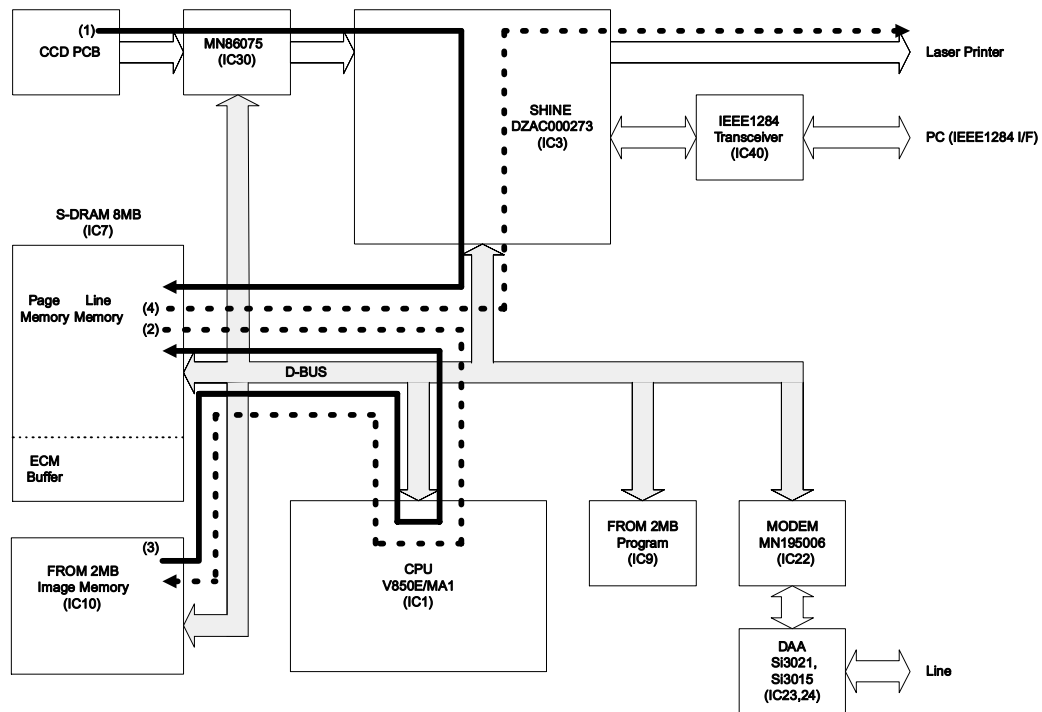 (1)
CCD PCB
MN86075
(IC30)
SHINE
DZAC000273
(IC3)
Laser Printer
IEEE1284
Transceiver
(IC40)
PC (IEEE1284 I/F)
S-DRAM 8MB
(IC7)
Page Line
Memory Memory
(4)
(2)
D-BUS
ECM
Buffer
(3)
FROM 2MB
Image Memory
(IC10)
CPU
V850E/MA1
(IC1)
FROM 2MB
Program
(IC9)
MODEM
MN195006
(IC22)
DAA
Si3021,
Si3015
(IC23,24)
Line